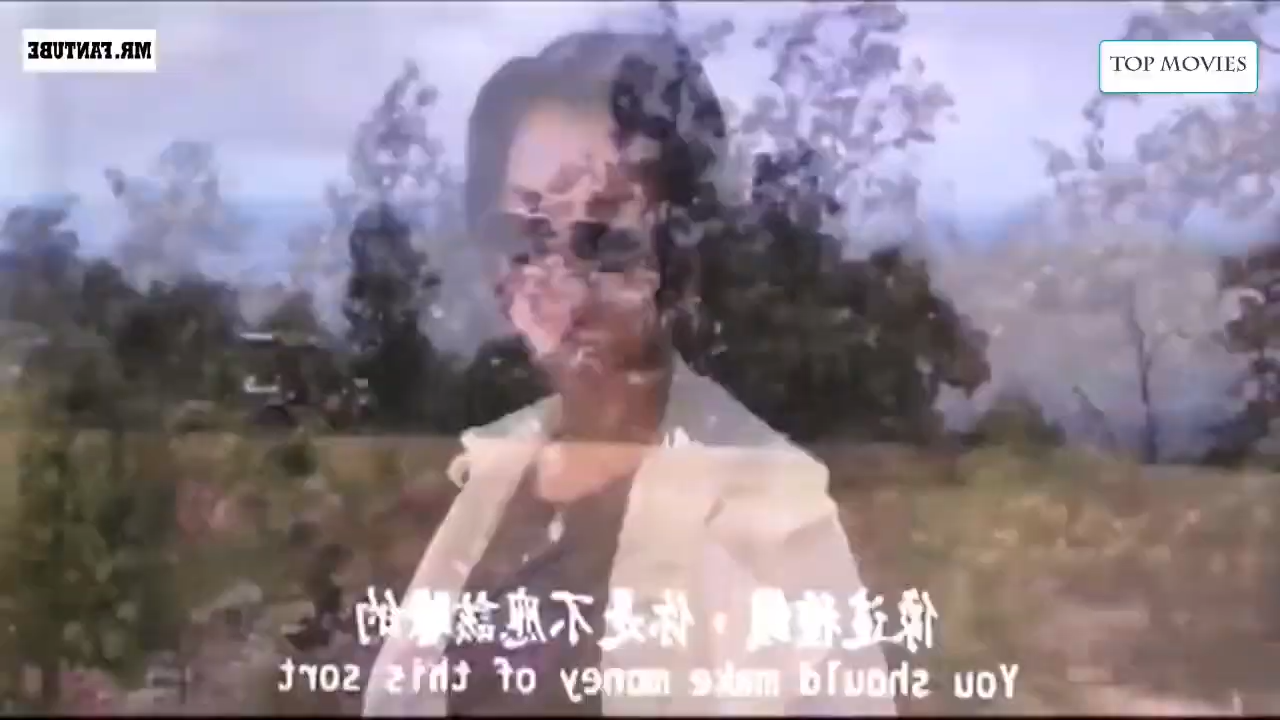 MR.FANTUBE
TOP MOVIES
像這種錢，你是不應該賺的
You should make money of this sort